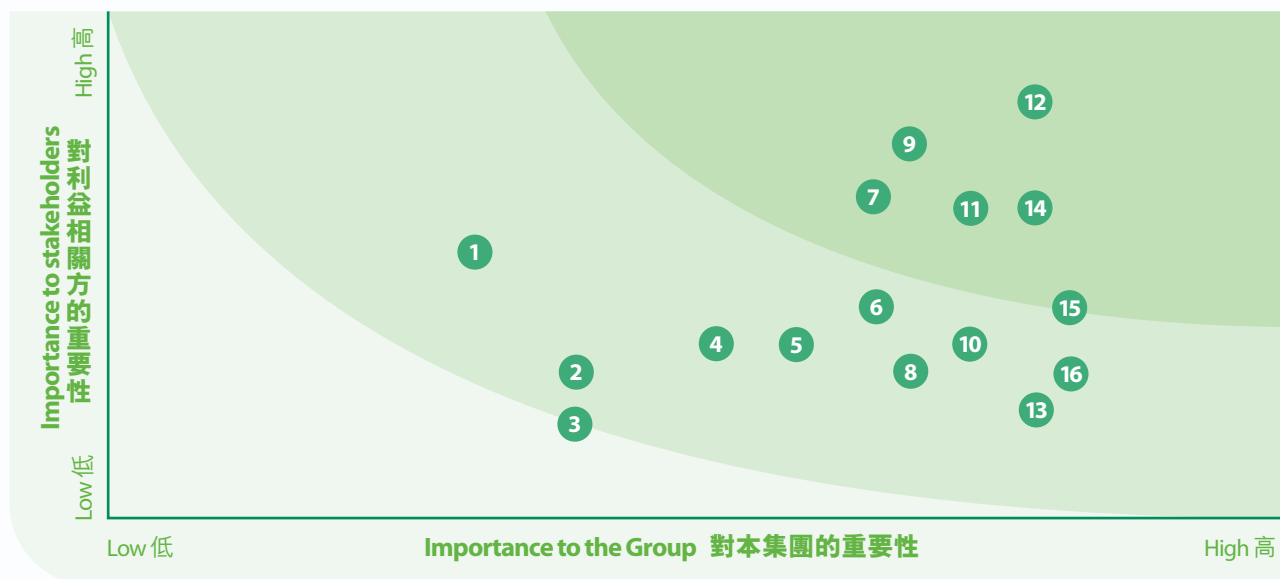 High 高
Importance to stakeholders
對利益相關方的重要性
Low 低
12
9
7
11
14
1
6
15
4
5
10
2
8
16
13
3
Low 低
Importance to the Group 對本集團的重要性
High 高